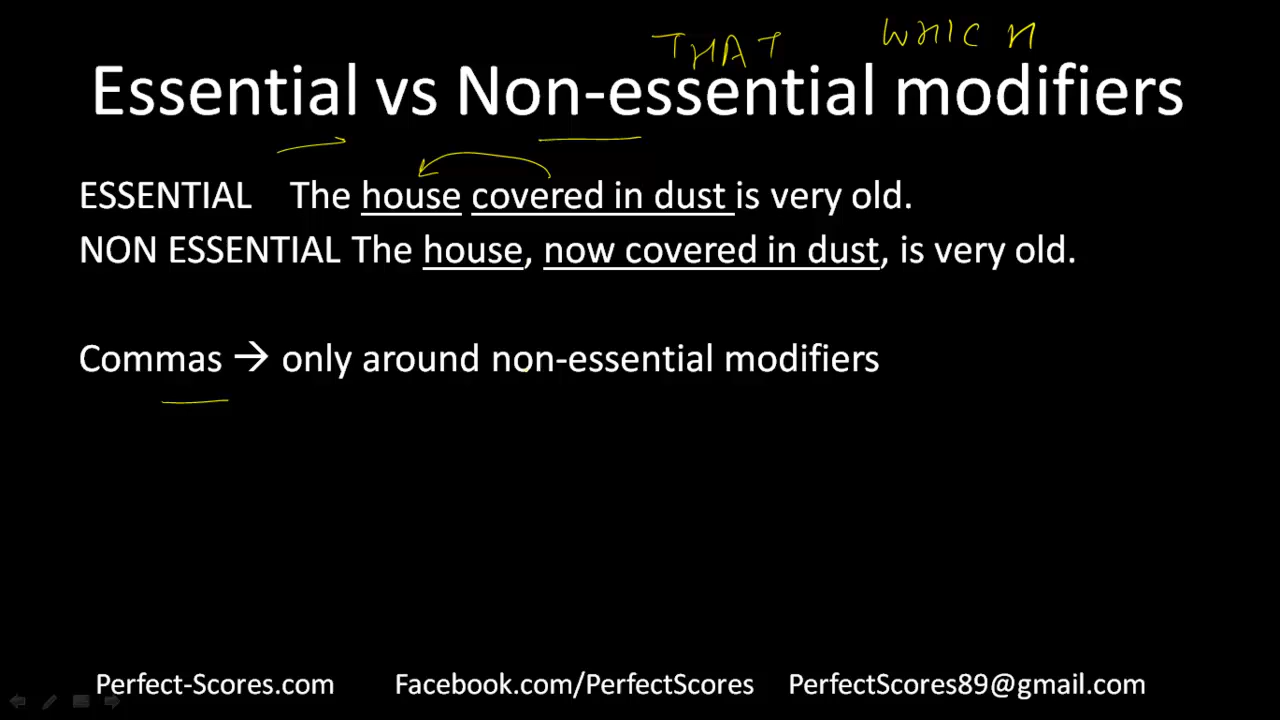 THAT WHICH
Essential vs Non-essential modifiers
ESSENTIAL The house covered in dust is very old.
NON ESSENTIAL The house, now covered in dust, is very old.
Commas → only around non-essential modifiers
Perfect-Scores.com Facebook.com/PerfectScores PerfectScores89@gmail.com